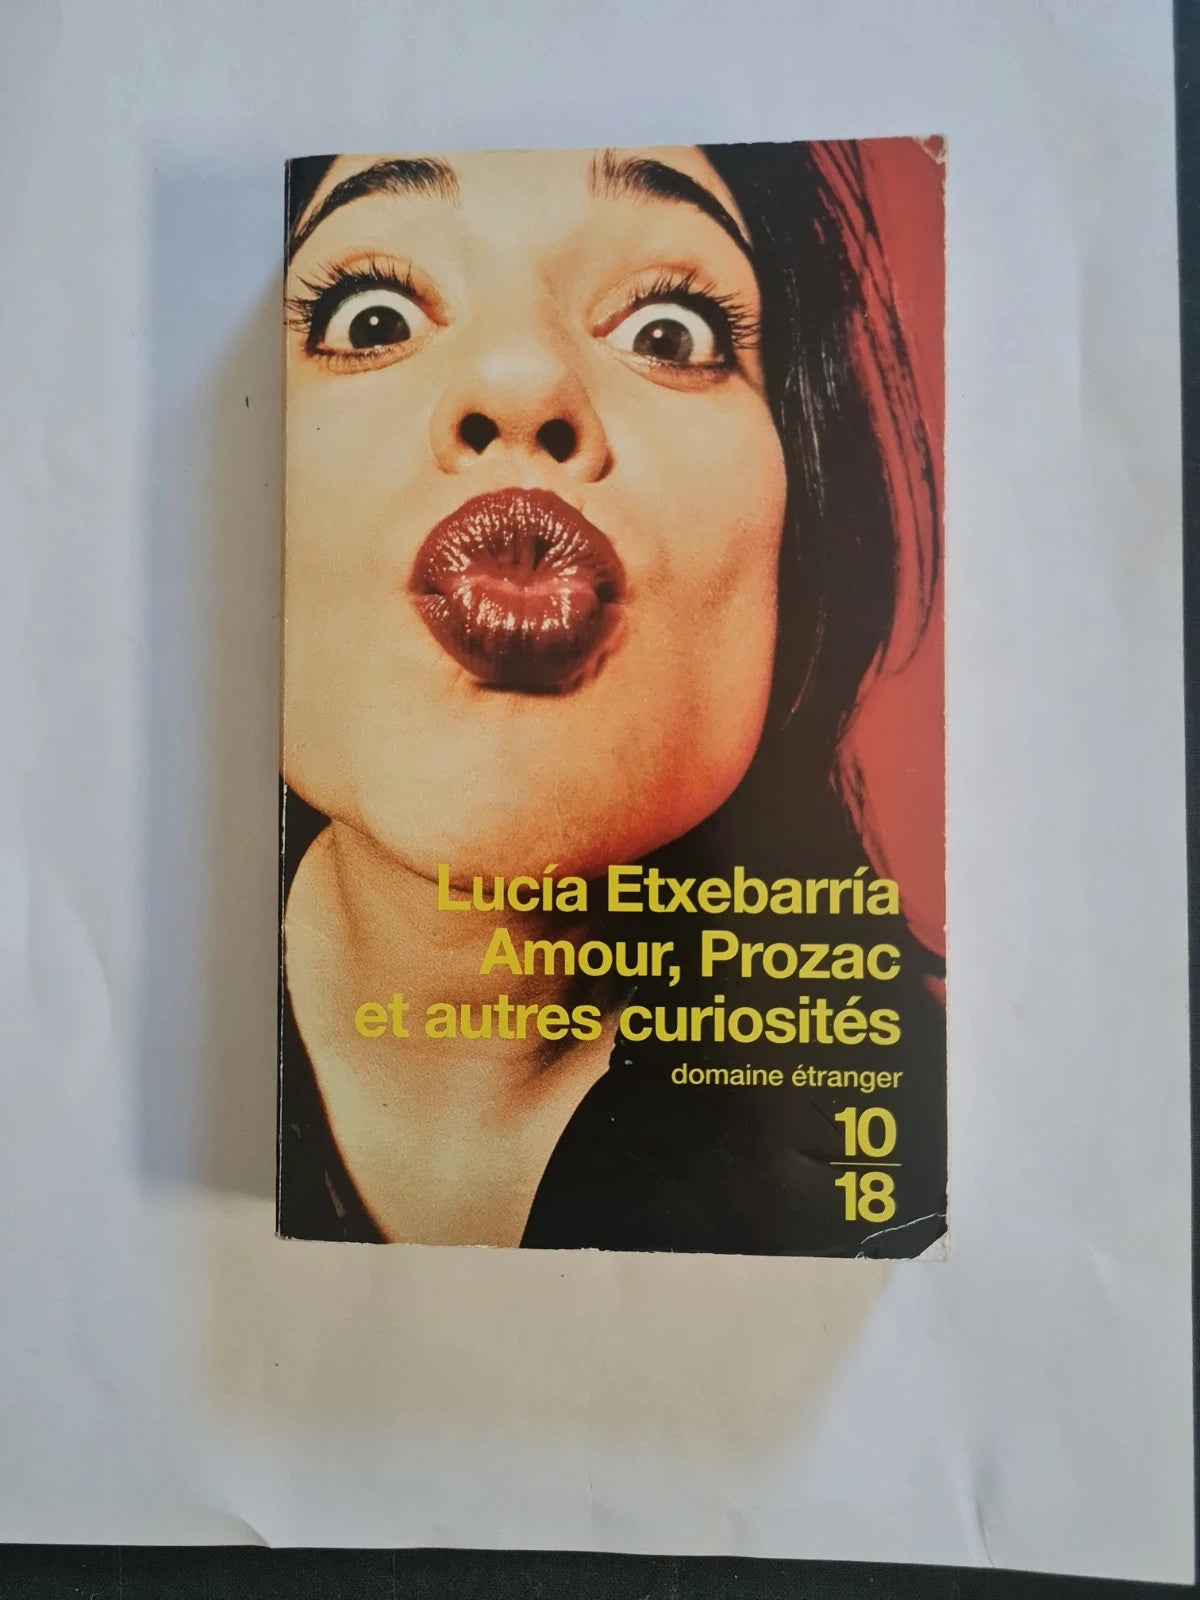 Lucía Etxebarría
Amour, Prozac
et autres curiosités
domaine étranger
10
18